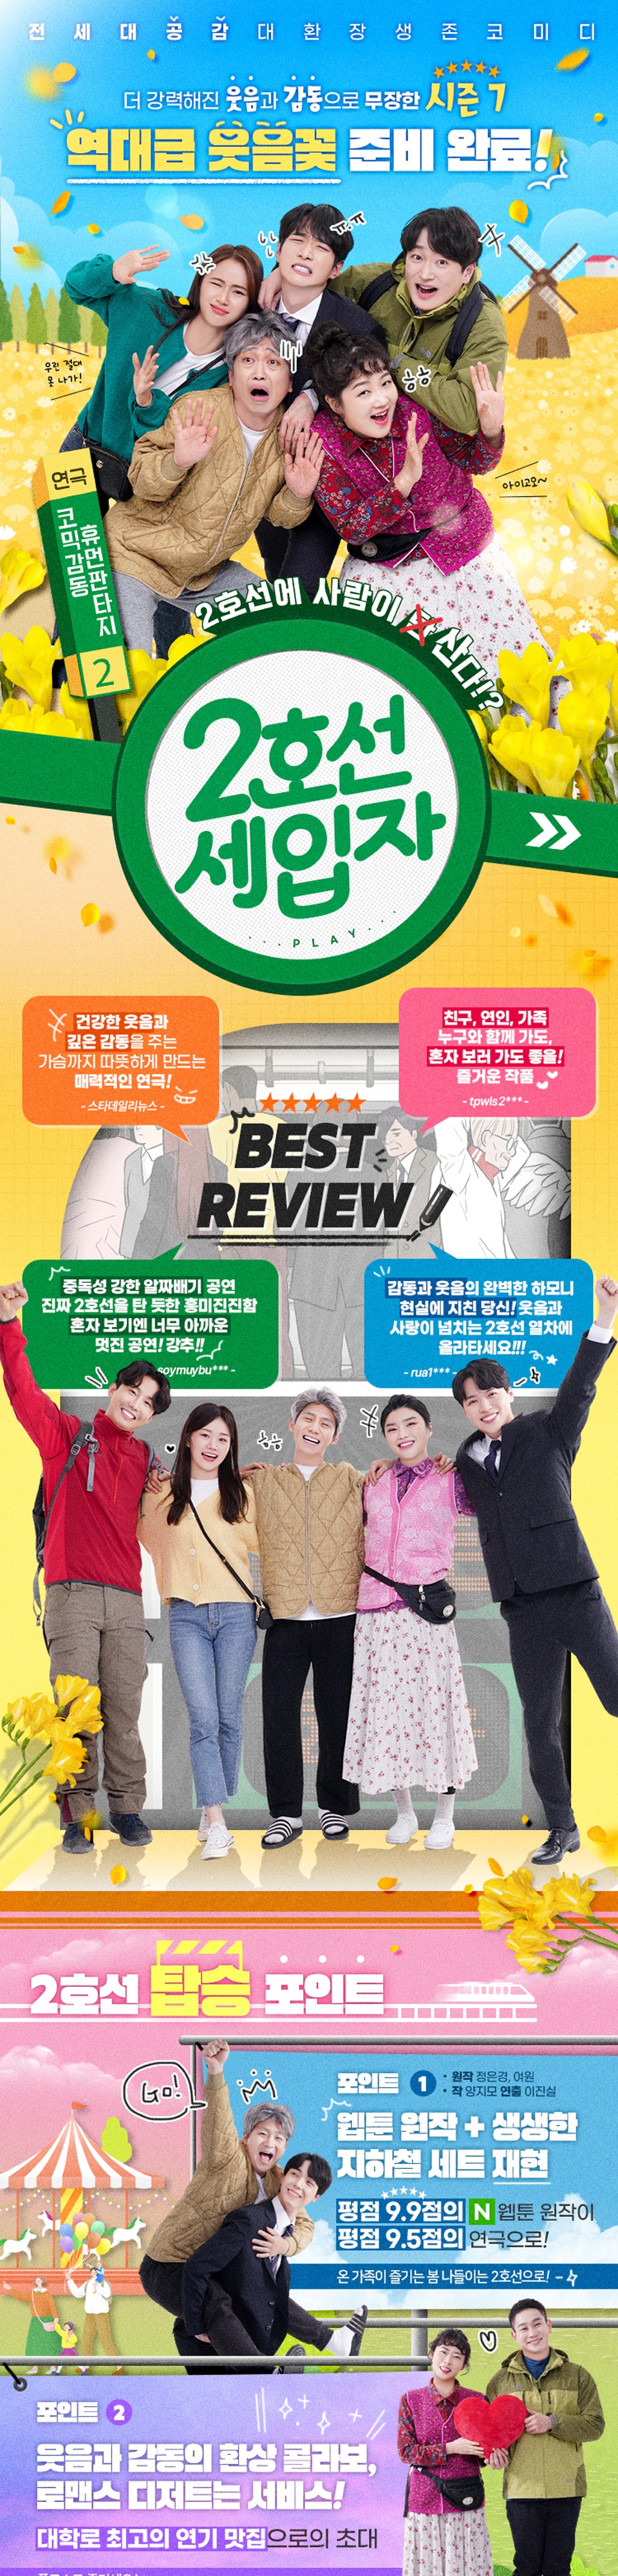 전 세 대 공 감 대 환 장 생 존 코 미 디
더 강력해진 웃음과 감동으로 무장한 시즌 7
역대급 웃음꽃 준비 완료!
ㅠ.ㅠ
우린 절대
못 나가!
하하
아이고오~
연극
코믹감동
휴먼판타지
2
2호선에 사람이 산다!?
2호선
세입자
···PLAY···
건강한 웃음과
깊은 감동을 주는
가슴까지 따뜻하게 만드는
매력적인 연극!
- 스타데일리뉴스 -
친구, 연인, 가족
누구와 함께 가도,
혼자 보러 가도 좋을!
즐거운 작품
- tpwls2*** -
BEST
REVIEW
중독성 강한 알짜배기 공연
진짜 2호선을 탄 듯한 흥미진진함
혼자 보기엔 너무 아까운
멋진 공연! 강추!!
soymuybu*** -
감동과 웃음의 완벽한 하모니
현실에 지친 당신! 웃음과
사랑이 넘치는 2호선 열차에
올라타세요!!!
- rua1*** -
2호선 탑승 포인트
GO!
포인트 1
· 원작 정은경, 여원
· 작 양지모 연출 이진실
웹툰 원작 + 생생한
지하철 세트 재현
평점 9.9점의 N 웹툰 원작이
평점 9.5점의 연극으로!
온 가족이 즐기는 봄 나들이는 2호선으로!
포인트 2
웃음과 감동의 환상 콜라보,
로맨스 디저트는 서비스!
대학로 최고의 연기 맛집으로의 초대